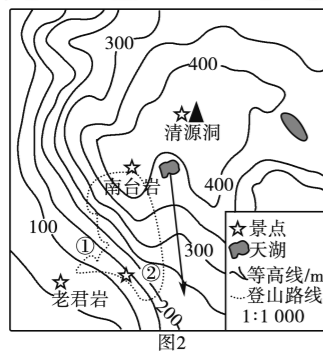 300
400
清源洞
南台岩
400
100
①
300
②
200
老君岩
景点
天湖
等高线/m
登山路线
1:1 000
图2